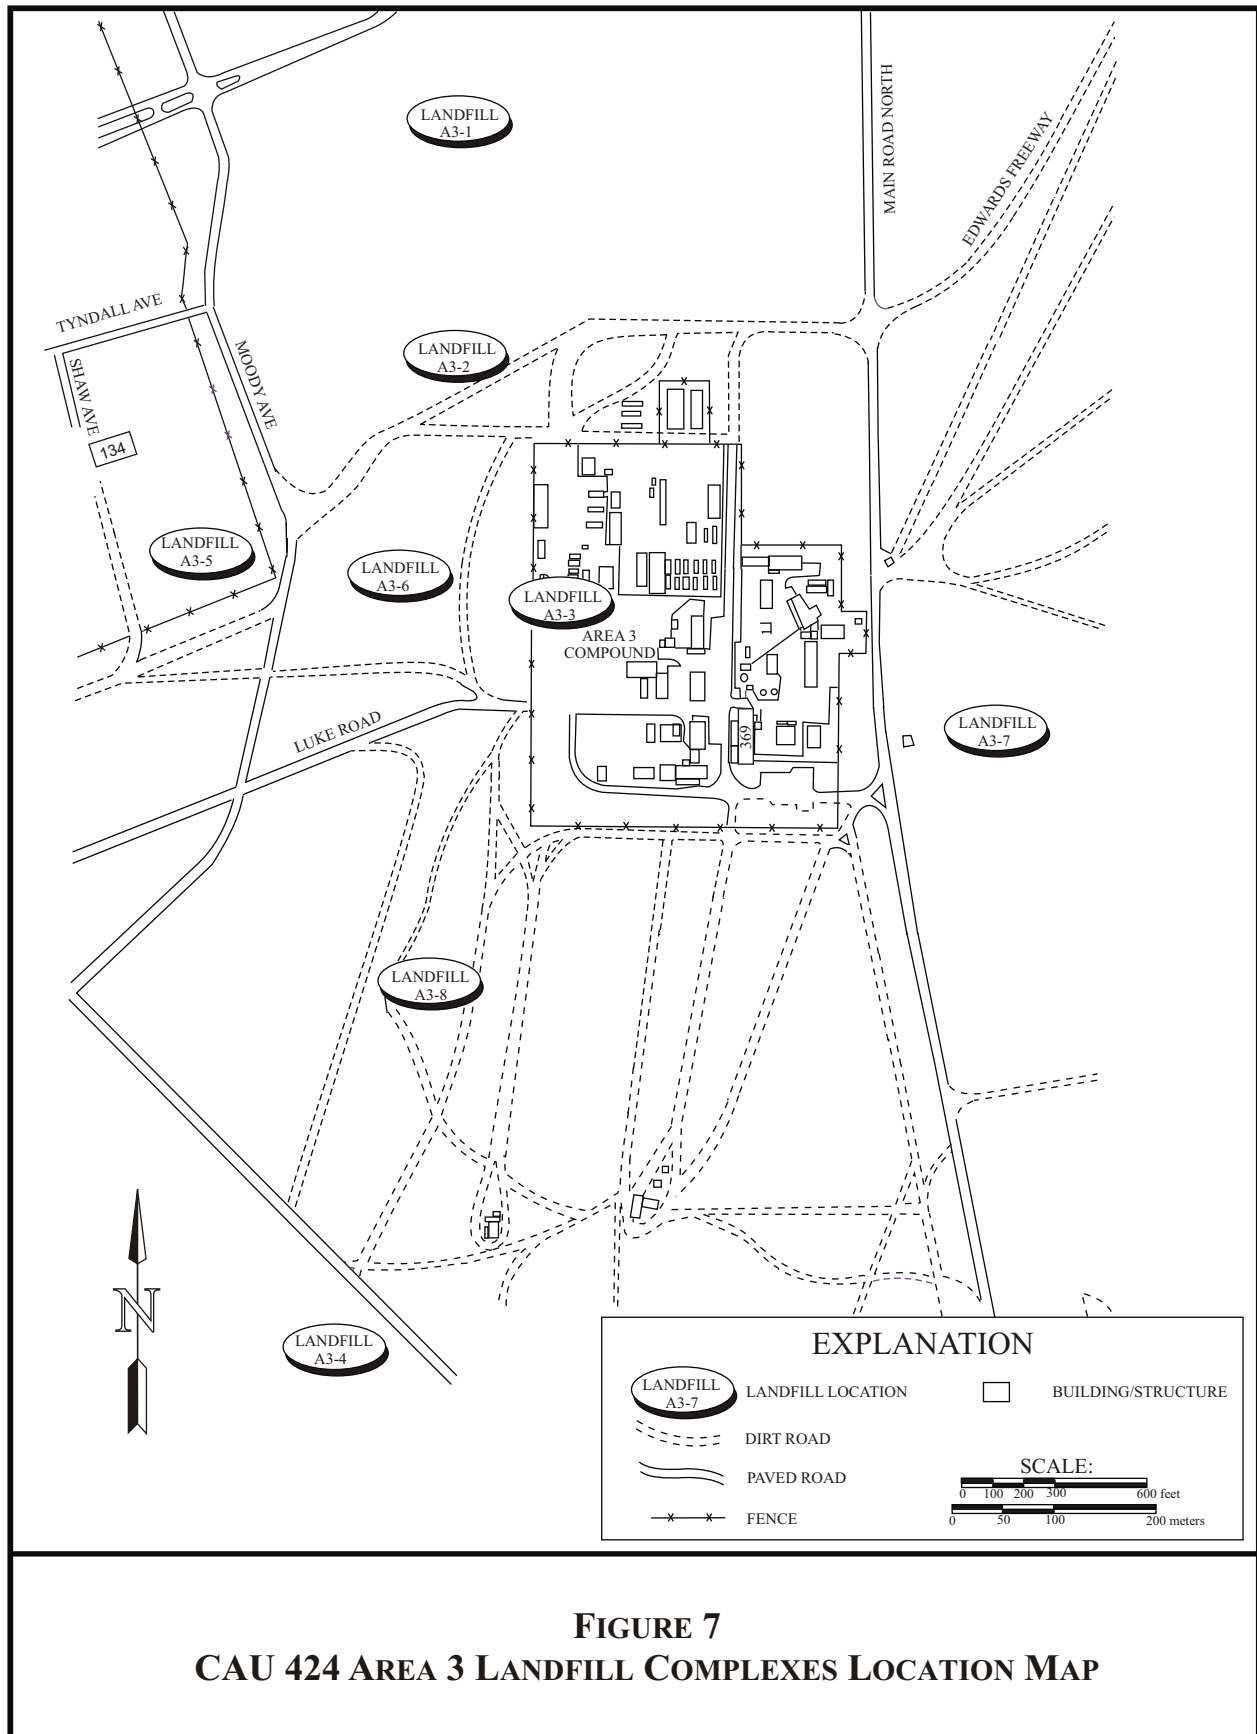 LANDFILL
A3-1
MAIN ROAD NORTH
EDWARDS FREEWAY
TYNDALL AVE
SHAW AVE
MOODY AVE
134
LANDFILL
A3-2
LANDFILL
A3-5
LANDFILL
A3-6
LANDFILL
A3-3
AREA 3
COMPOUND
LUKE ROAD
369
LANDFILL
A3-7
LANDFILL
A3-8
N
LANDFILL
A3-4
EXPLANATION
LANDFILL
A3-7
LANDFILL LOCATION
BUILDING/STRUCTURE
DIRT ROAD
PAVED ROAD
FENCE
SCALE:
0 100 200 300 600 feet
0 50 100 200 meters
FIGURE 7
CAU 424 AREA 3 LANDFILL COMPLEXES LOCATION MAP